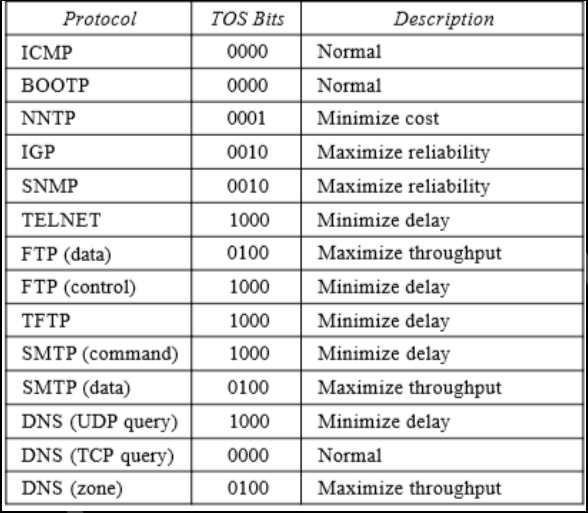 Protocol TOS Bits Description
ICMP 0000 Normal
BOOTP 0000 Normal
NNTP 0001 Minimize cost
IGP 0010 Maximize reliability
SNMP 0010 Maximize reliability
TELNET 1000 Minimize delay
FTP (data) 0100 Maximize throughput
FTP (control) 1000 Minimize delay
TFTP 1000 Minimize delay
SMTP (command) 1000 Minimize delay
SMTP (data) 0100 Maximize throughput
DNS (UDP query) 1000 Minimize delay
DNS (TCP query) 0000 Normal
DNS (zone) 0100 Maximize throughput